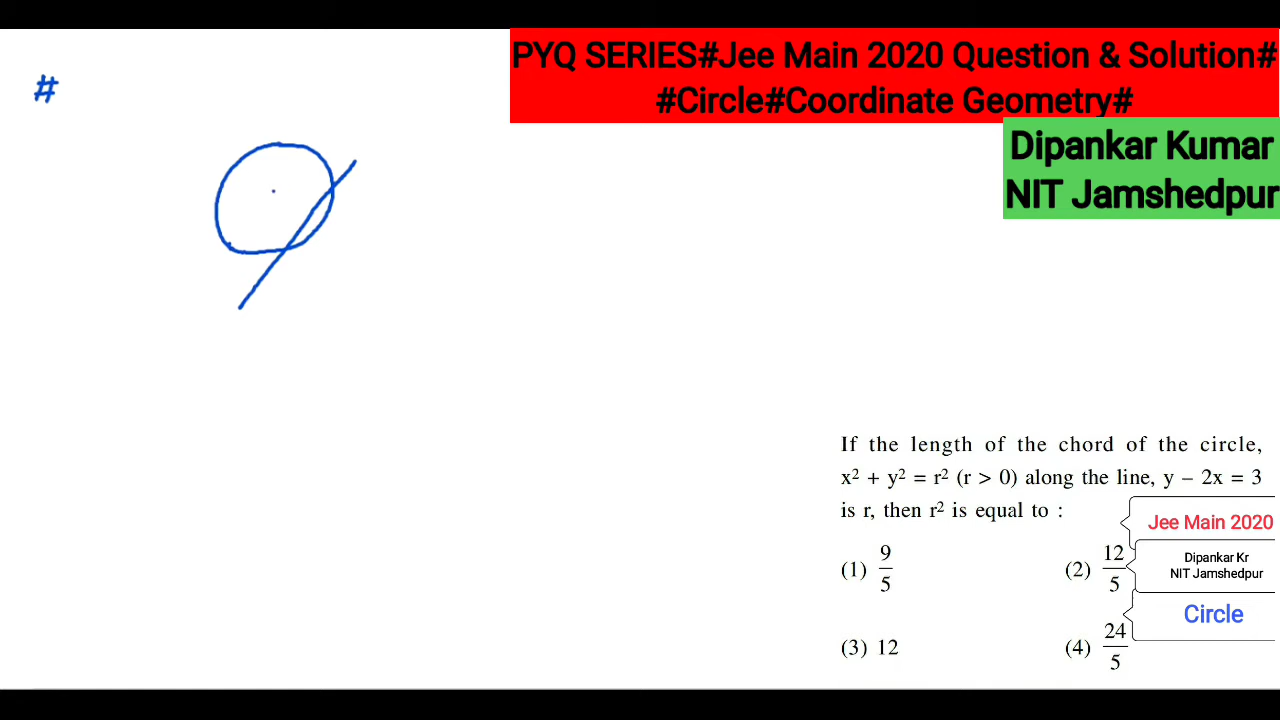 PYQ SERIES#Jee Main 2020 Question & Solution#
#Circle#Coordinate Geometry#
#
Dipankar Kumar
NIT Jamshedpur
If the length of the chord of the circle,
x² + y² = r² (r > 0) along the line, y – 2x = 3
is r, then r² is equal to :
(1) 9/5
(2) 12/5
(3) 12
(4) 24/5
Jee Main 2020
Dipankar Kr
NIT Jamshedpur
Circle